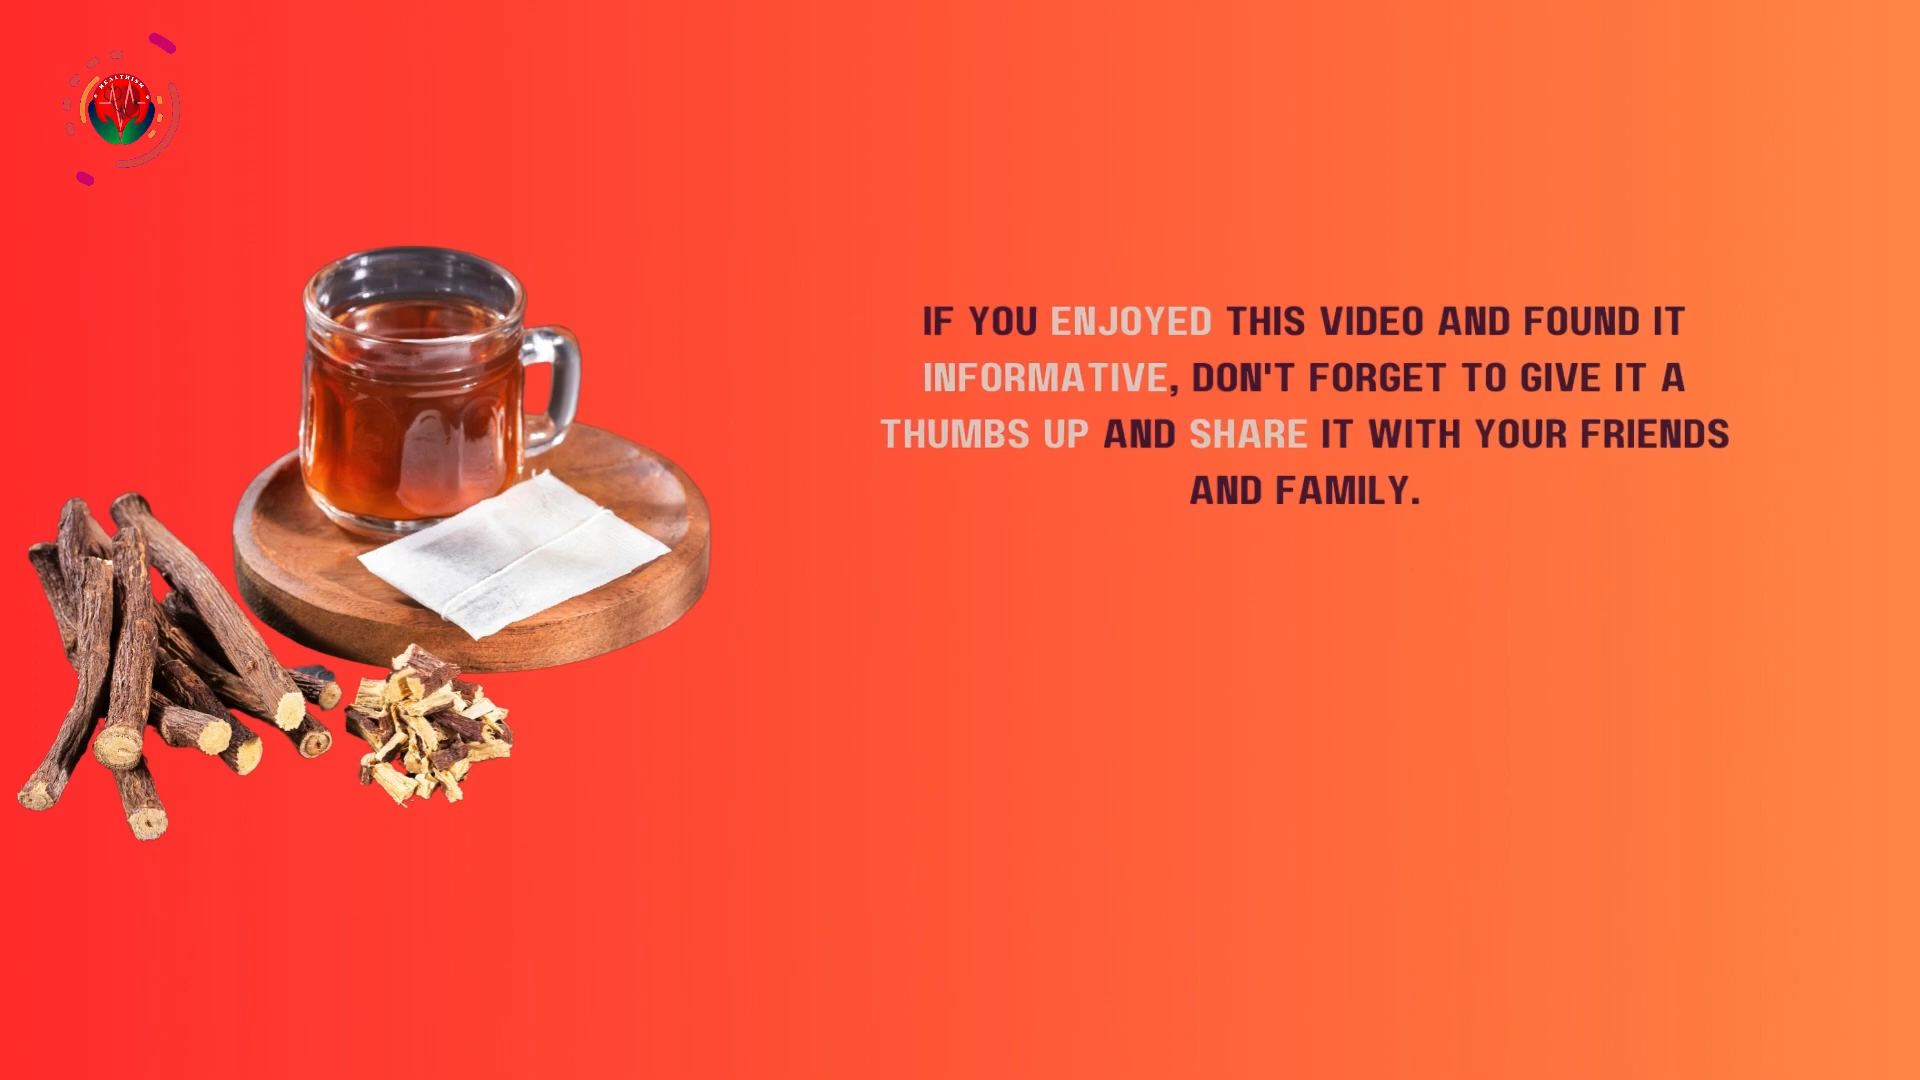 HEALTHISM
IF YOU ENJOYED THIS VIDEO AND FOUND IT
INFORMATIVE, DON'T FORGET TO GIVE IT A
THUMBS UP AND SHARE IT WITH YOUR FRIENDS
AND FAMILY.